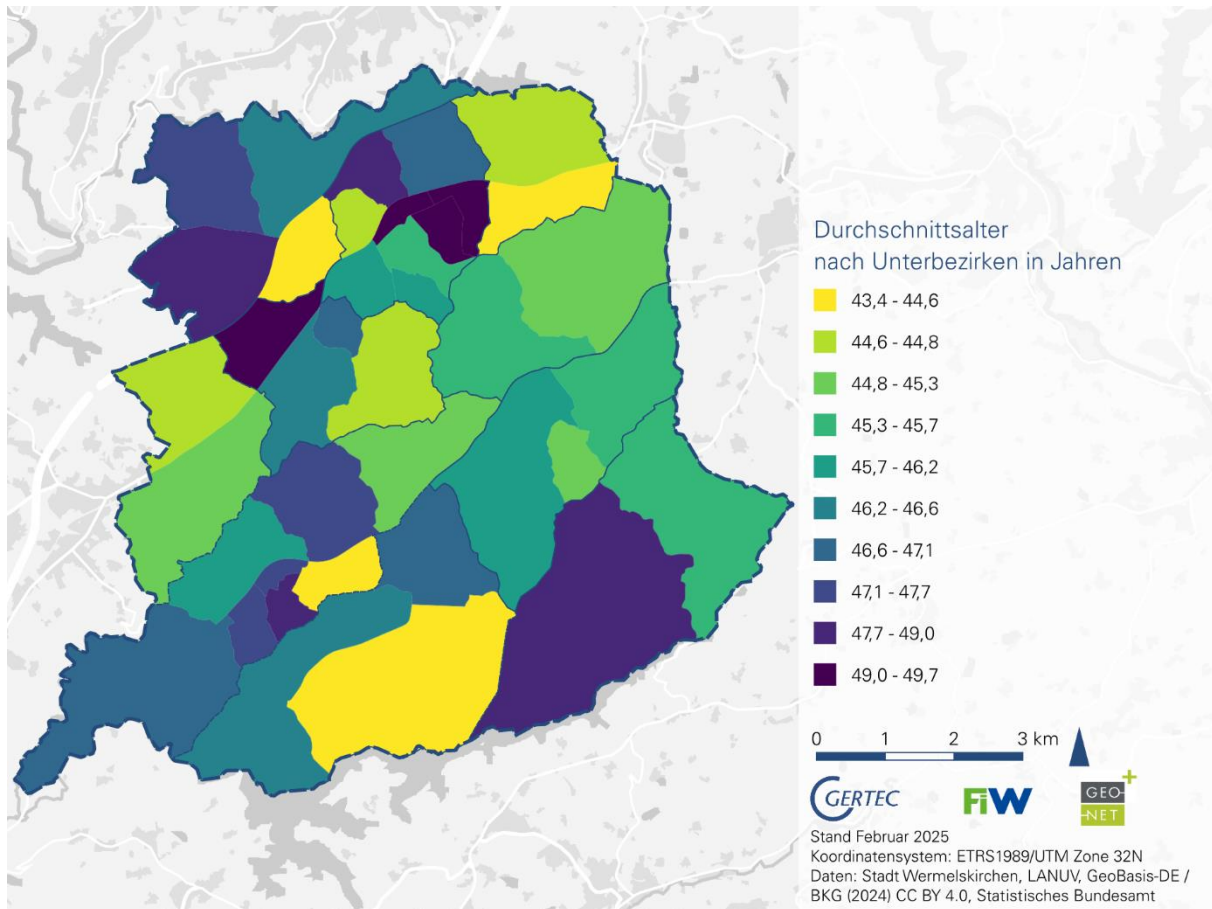 Durchschnittsalter
nach Unterbezirken in Jahren
43,4 - 44,6
44,6 - 44,8
44,8 - 45,3
45,3 - 45,7
45,7 - 46,2
46,2 - 46,6
46,6 - 47,1
47,1 - 47,7
47,7 - 49,0
49,0 - 49,7
0 1 2 3 km
GERTEC
FiW
GEO
NET
Stand Februar 2025
Koordinatensystem: ETRS1989/UTM Zone 32N
Daten: Stadt Wermelskirchen, LANUV, GeoBasis-DE /
BKG (2024) CC BY 4.0, Statistisches Bundesamt